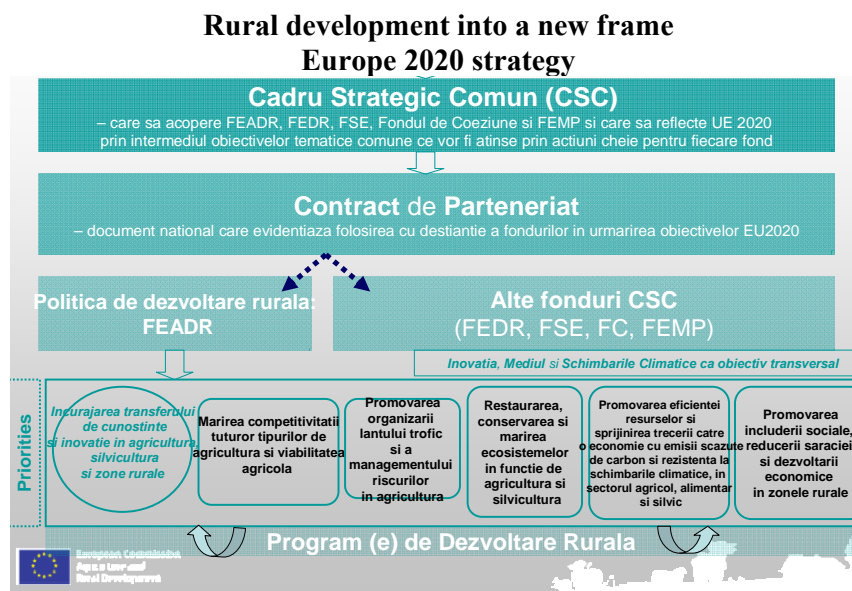 Rural development into a new frame
Europe 2020 strategy
Cadru Strategic Comun (CSC)
– care sa acopere FEADR, FEDR, FSE, Fondul de Coeziune si FEMP si care sa reflecte UE 2020
prin intermediul obiectivelor tematice comune ce vor fi atinse prin actiuni cheie pentru fiecare fond
Contract de Parteneriat
– document national care evidentiaza folosirea cu destiantie a fondurilor in urmarirea obiectivelor EU2020
Politica de dezvoltare rurala:
FEADR
Alte fonduri CSC
(FEDR, FSE, FC, FEMP)
Inovatia, Mediul si Schimbarile Climatice ca obiectiv transversal
Priorities
Incurajarea transferului
de cunostinte
si inovatie in agricultura,
silvicultura
si zone rurale
Marirea competitivitatii
tuturor tipurilor de
agricultura si viabilitatea
agricola
Promovarea
organizarii
lantului trofic
si a
managementului
riscurilor
in agricultura
Restaurarea,
conservarea si
marirea
ecosistemelor
in functie de
agricultura si
silvicultura
Promovarea eficientei
resurselor si
sprijinirea trecerii catre
o economie cu emisii scazute
de carbon si rezistenta la
schimbarile climatice, in
sectorul agricol, alimentar
si silvic
Promovarea
includerii sociale,
reducerii saraciei
si dezvoltarii
economice
in zonele rurale
Program (e) de Dezvoltare Rurala
European Commission
Agriculture and
Rural Development